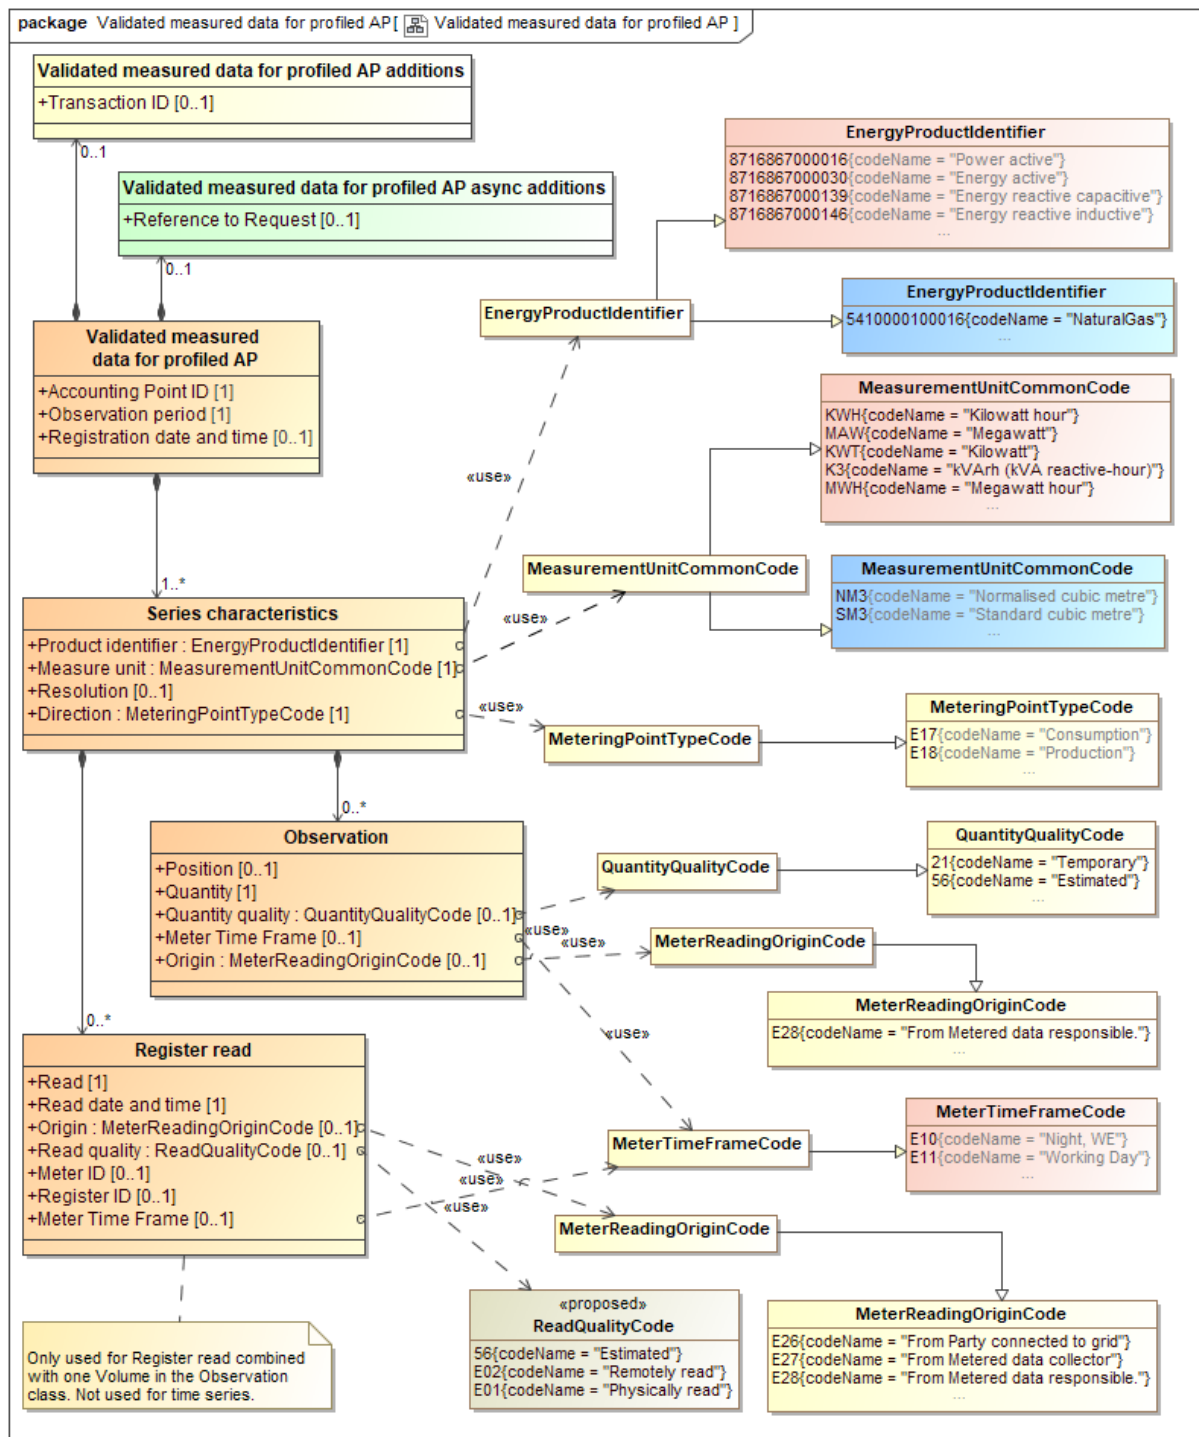 package Validated measured data for profiled AP[ Validated measured data for profiled AP ]
Validated measured data for profiled AP additions
+Transaction ID [0..1]
0..1
Validated measured data for profiled AP async additions
+Reference to Request [0..1]
0..1
Validated measured
data for profiled AP
+Accounting Point ID [1]
+Observation period [1]
+Registration date and time [0..1]
1..*
Series characteristics
+Product identifier : EnergyProductIdentifier [1]
+Measure unit : MeasurementUnitCommonCode [1]
+Resolution [0..1]
+Direction : MeteringPointTypeCode [1]
0..*
Observation
+Position [0..1]
+Quantity [1]
+Quantity quality : QuantityQualityCode [0..1]
+Meter Time Frame [0..1]
+Origin : MeterReadingOriginCode [0..1]
0..*
Register read
+Read [1]
+Read date and time [1]
+Origin : MeterReadingOriginCode [0..1]
+Read quality : ReadQualityCode [0..1]
+Meter ID [0..1]
+Register ID [0..1]
+Meter Time Frame [0..1]
Only used for Register read combined
with one Volume in the Observation
class. Not used for time series.
EnergyProductIdentifier
8716867000016{codeName = "Power active"}
8716867000030{codeName = "Energy active"}
8716867000139{codeName = "Energy reactive capacitive"}
8716867000146{codeName = "Energy reactive inductive"}
...
EnergyProductIdentifier
EnergyProductIdentifier
5410000100016{codeName = "NaturalGas"}
...
«use»
MeasurementUnitCommonCode
KWH{codeName = "Kilowatt hour"}
MAW{codeName = "Megawatt"}
KWT{codeName = "Kilowatt"}
K3{codeName = "kVArh (kVA reactive-hour)"}
MWH{codeName = "Megawatt hour"}
...
MeasurementUnitCommonCode
«use»
MeasurementUnitCommonCode
NM3{codeName = "Normalised cubic metre"}
SM3{codeName = "Standard cubic metre"}
...
«use»
MeteringPointTypeCode
MeteringPointTypeCode
E17{codeName = "Consumption"}
E18{codeName = "Production"}
...
QuantityQualityCode
QuantityQualityCode
21{codeName = "Temporary"}
56{codeName = "Estimated"}
...
«use»
«use»
MeterReadingOriginCode
MeterReadingOriginCode
E28{codeName = "From Metered data responsible."}
...
«use»
MeterTimeFrameCode
MeterTimeFrameCode
E10{codeName = "Night, WE"}
E11{codeName = "Working Day"}
...
«use»
«use»
«use»
MeterReadingOriginCode
MeterReadingOriginCode
E26{codeName = "From Party connected to grid"}
E27{codeName = "From Metered data collector"}
E28{codeName = "From Metered data responsible."}
...
«proposed»
ReadQualityCode
56{codeName = "Estimated"}
E02{codeName = "Remotely read"}
E01{codeName = "Physically read"}